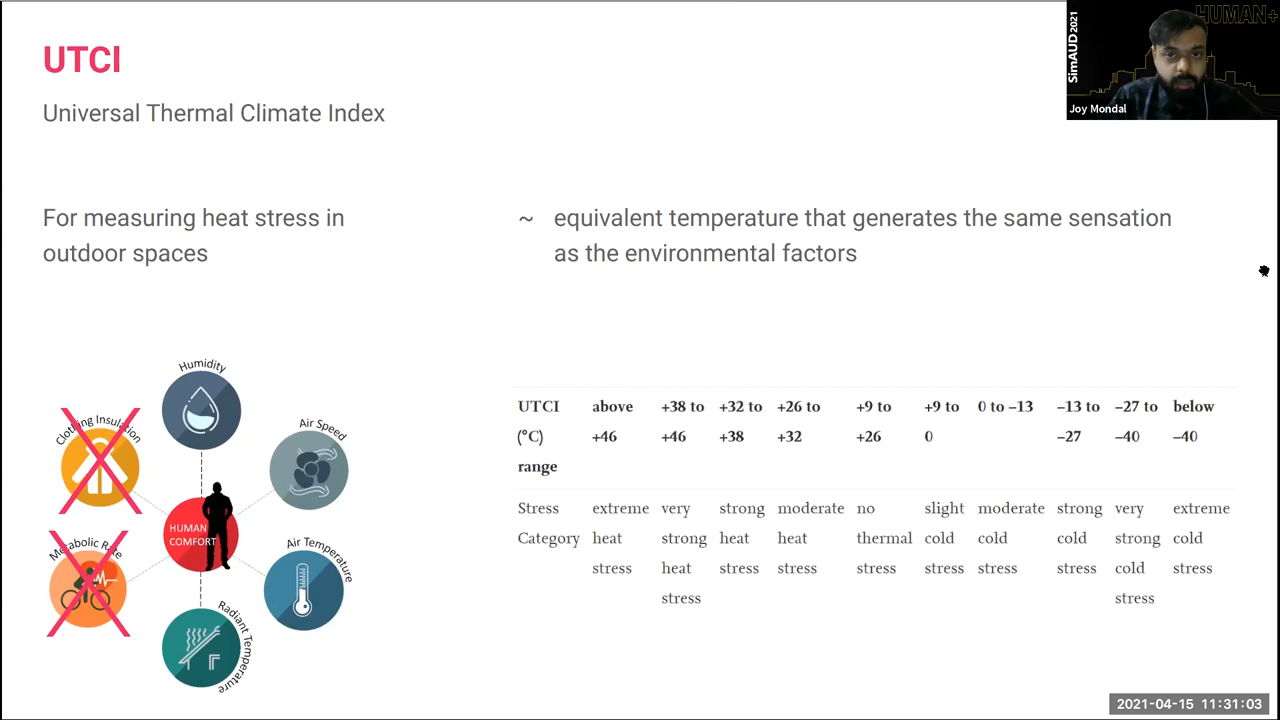 UTCI
Universal Thermal Climate Index
HUMAN+
SimAUD2021
Joy Mondal
For measuring heat stress in
outdoor spaces
~ equivalent temperature that generates the same sensation
as the environmental factors
Humidity
Clothing Insulation
Air Speed
HUMAN
COMFORT
Metabolic Rate
Air Temperature
Radiant Temperature
UTCI above +38 to +32 to +26 to +9 to +9 to 0 to –13 –13 to –27 to below
(°C) +46 +46 +38 +32 +26 0 –27 –40 –40
range
Stress extreme very strong moderate no slight moderate strong very extreme
Category heat strong heat heat thermal cold cold cold strong cold
stress heat stress stress stress stress stress stress cold stress
stress stress
2021-04-15 11:31:03